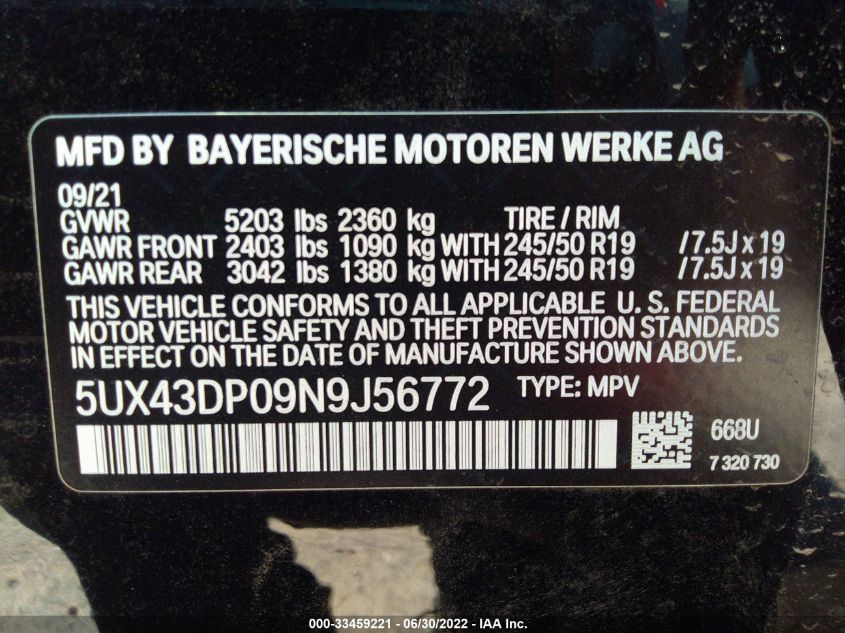 MFD BY BAYERISCHE MOTOREN WERKE AG
09/21
GVWR 5203 lbs 2360 kg TIRE / RIM
GAWR FRONT 2403 lbs 1090 kg WITH 245/50 R19 / 7.5J x 19
GAWR REAR 3042 lbs 1380 kg WITH 245/50 R19 / 7.5J x 19
THIS VEHICLE CONFORMS TO ALL APPLICABLE U. S. FEDERAL
MOTOR VEHICLE SAFETY AND THEFT PREVENTION STANDARDS
IN EFFECT ON THE DATE OF MANUFACTURE SHOWN ABOVE.
5UX43DP09N9J56772 TYPE: MPV
668U
7 320 730
000-33459221 - 06/30/2022 - IAA Inc.